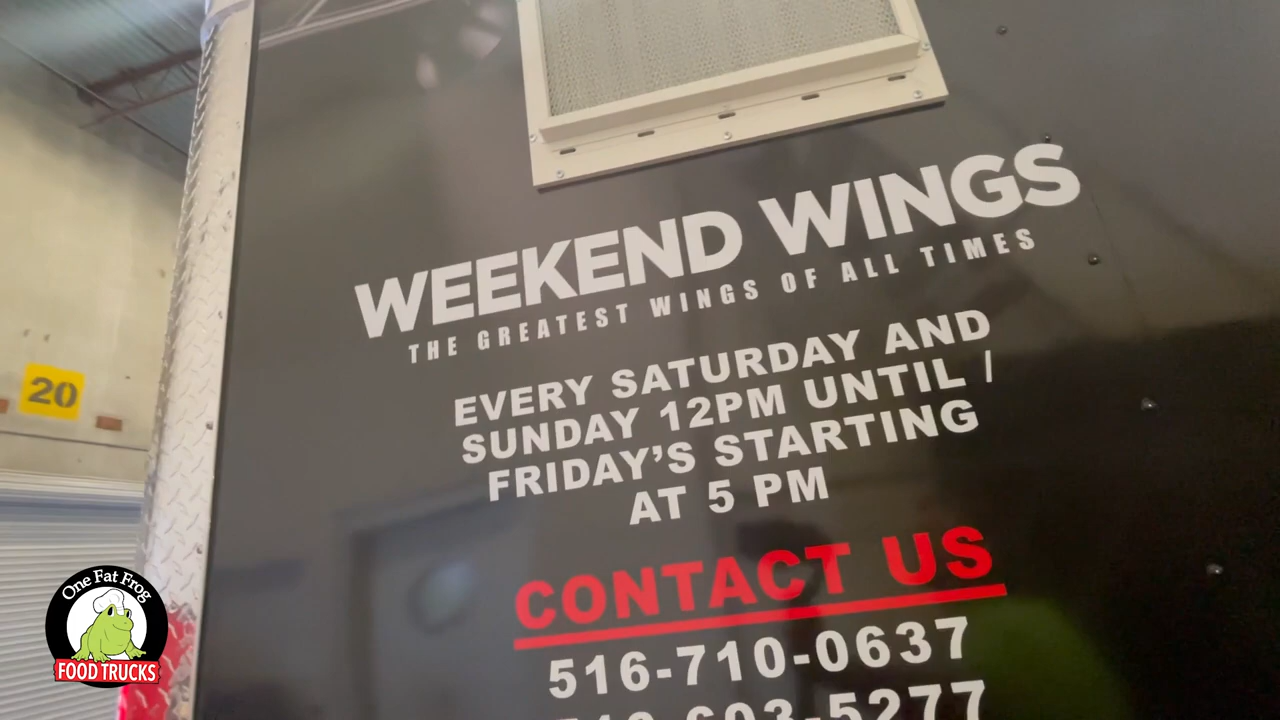 WEEKEND WINGS
THE GREATEST WINGS OF ALL TIMES
EVERY SATURDAY AND
SUNDAY 12PM UNTIL /
FRIDAY'S STARTING
AT 5 PM
CONTACT US
516-710-0637
20
One Fat Frog
FOOD TRUCKS